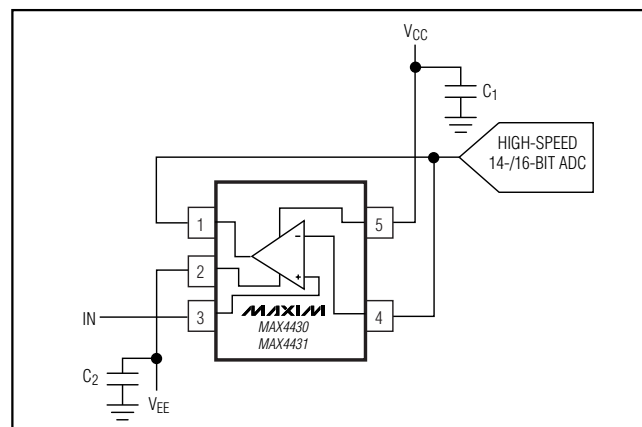 VCC
C1
HIGH-SPEED
14-/16-BIT ADC
1
5
-
2
+
IN
3
MAXIM
4
MAX4430
MAX4431
C2
VEE